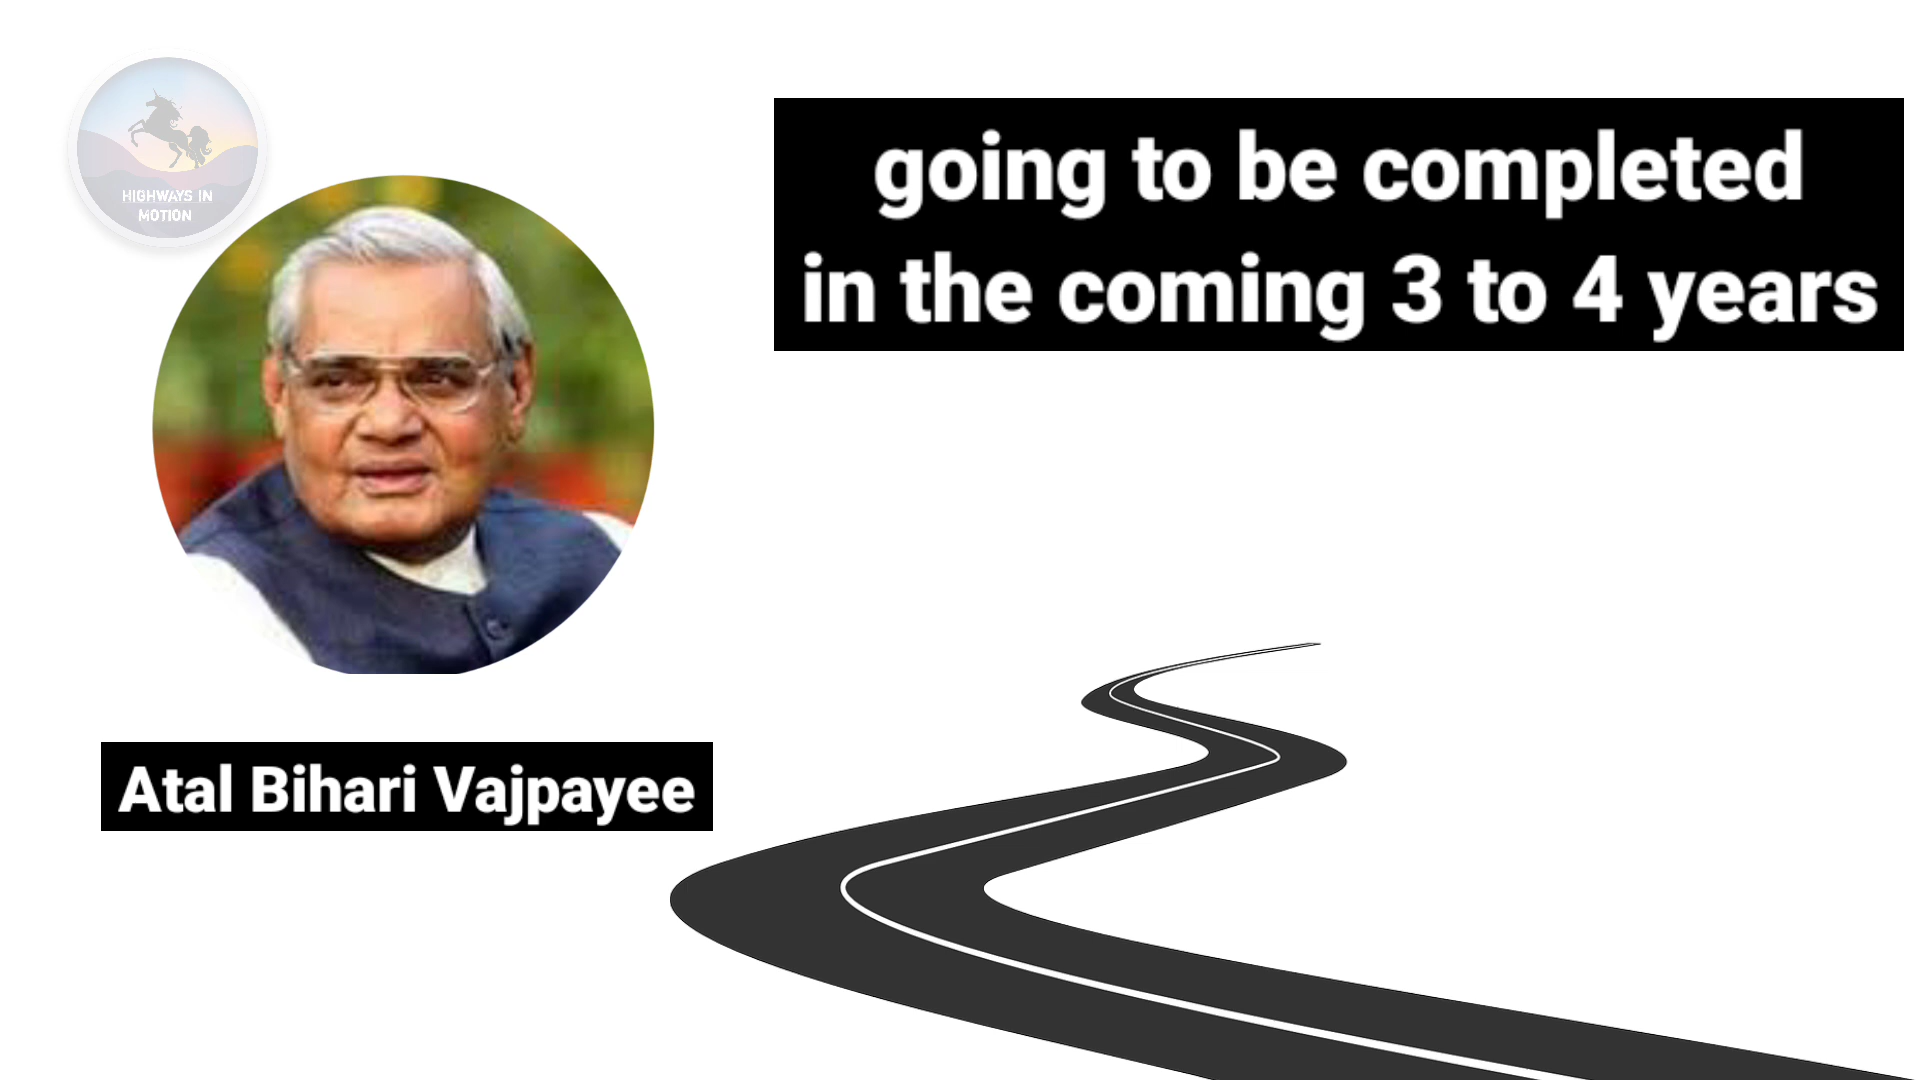 HIGHWAYS IN
MOTION
going to be completed
in the coming 3 to 4 years
Atal Bihari Vajpayee